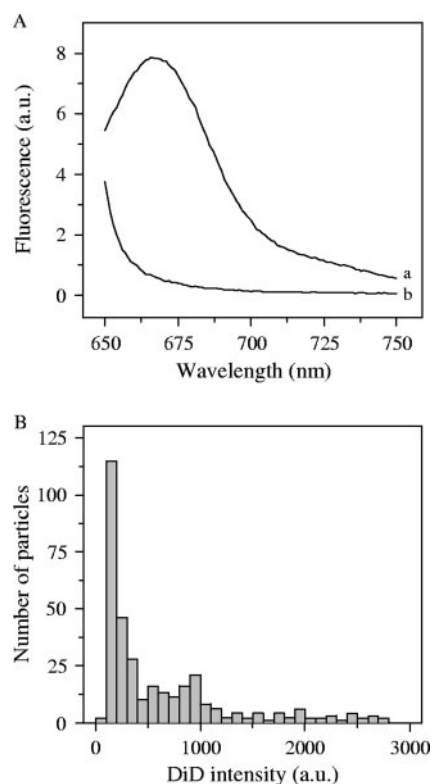 A
8
6
4
2
0
Fluorescence (a.u.)
a
b
650 675 700 725 750
Wavelength (nm)
B
125
100
75
50
25
0
Number of particles
0 1000 2000 3000
DiD intensity (a.u.)